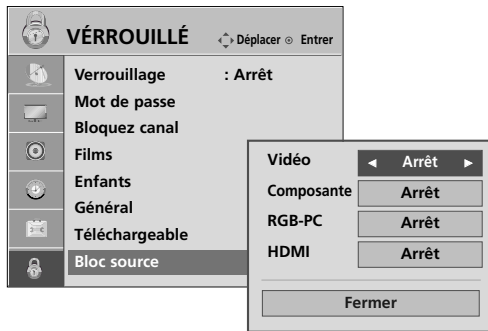 VÉRROUILLÉ Déplacer Entrer
Verrouillage : Arrêt
Mot de passe
Bloquez canal
Films
Enfants
Général
Téléchargeable
Bloc source
Vidéo ◄ Arrêt ►
Composante Arrêt
RGB-PC Arrêt
HDMI Arrêt
Fermer